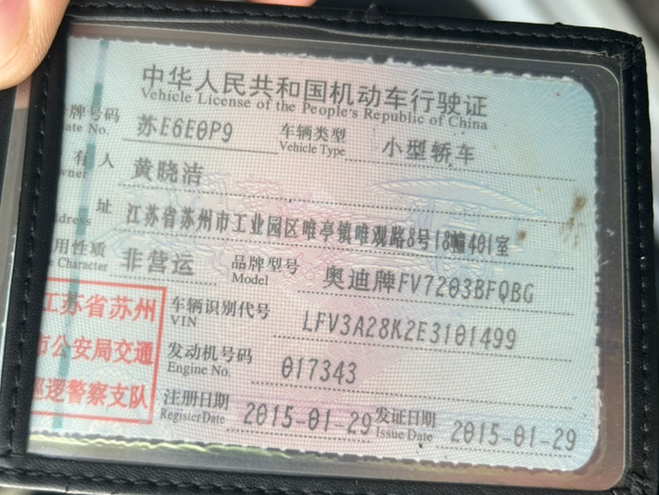 中华人民共和国机动车行驶证
Vehicle License of the People's Republic of China
牌号码 苏E6E0P9 车辆类型 小型轿车
ate No. Vehicle Type
有人 黄晓洁
wner
址 江苏省苏州市工业园区唯亭镇唯观路8号18幢401室
ddress
用性质 非营运 品牌型号 奥迪牌FV7203BFQBG
Character Model
江苏省苏州 车辆识别代号 LFV3A28K2E3101499
VIN
市公安局交通 发动机号码 017343
Engine No.
巡逻警察支队 注册日期 2015-01-29 发证日期 2015-01-29
Register Date Issue Date